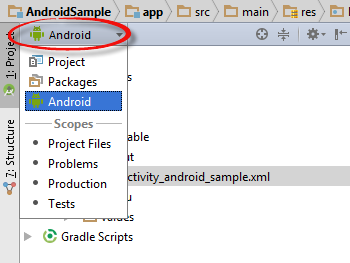 AndroidSample app src main res
Android
1: Project
Project
Packages
Android
Scopes
Project Files
Problems
Production
Tests
7: Structure
able
ut
ctivity_android_sample.xml
u
values
Gradle Scripts